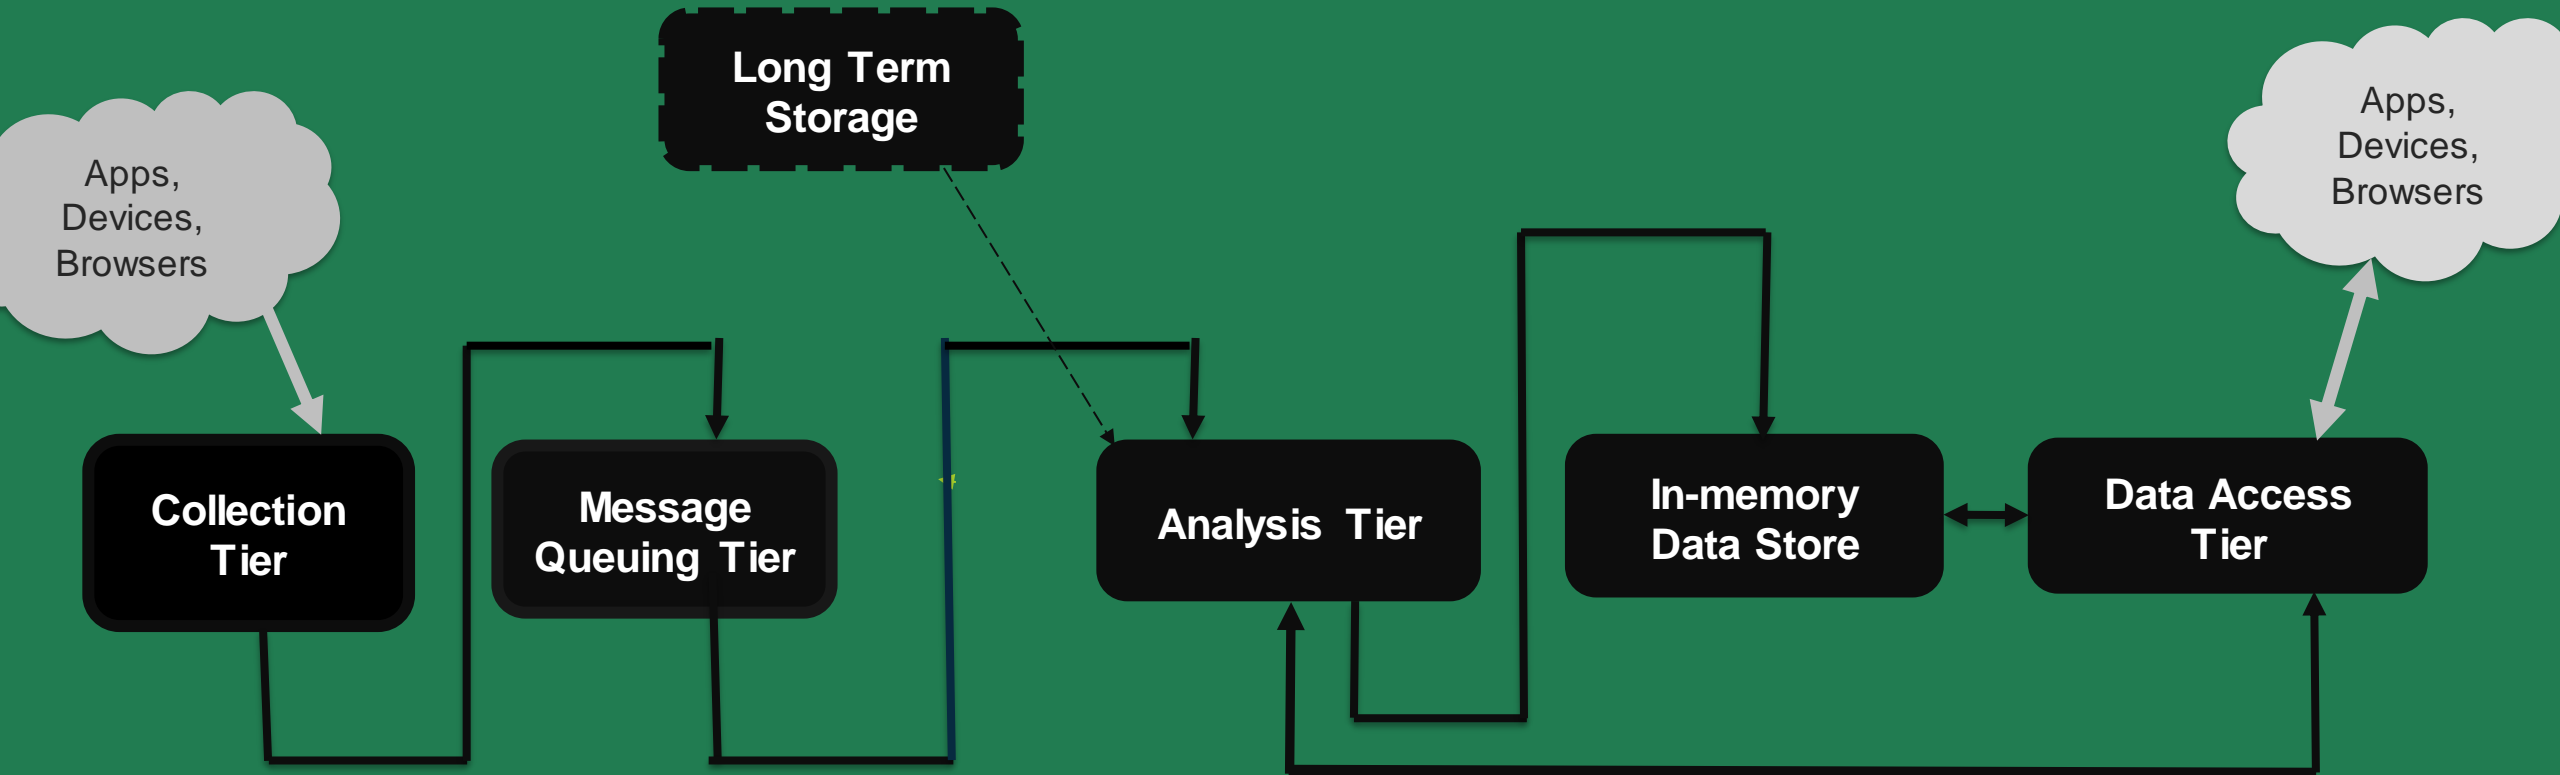 Long Term
Storage
Apps,
Devices,
Browsers
Apps,
Devices,
Browsers
Collection
Tier
Message
Queuing Tier
Analysis Tier
In-memory
Data Store
Data Access
Tier